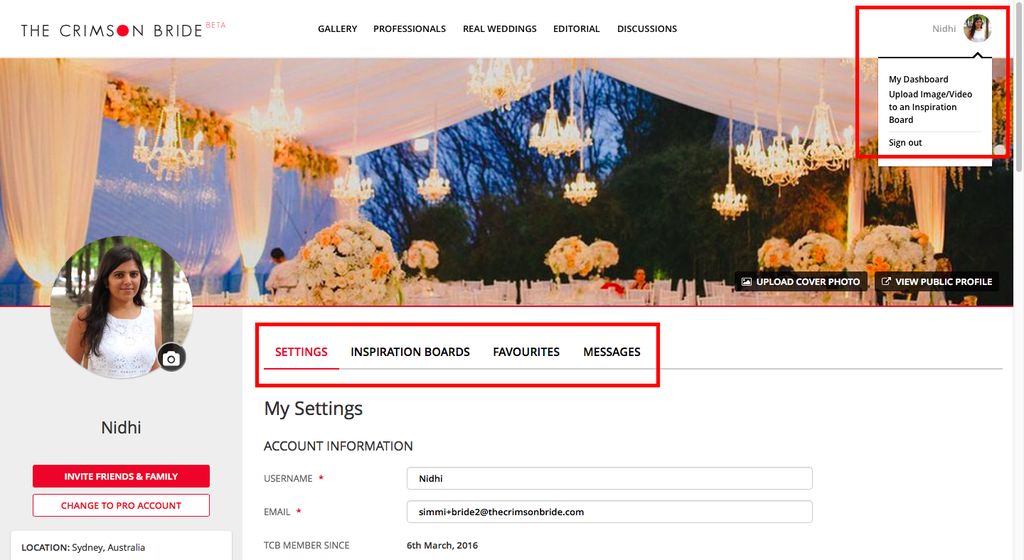 THE CRIMSON BRIDE BETA
GALLERY PROFESSIONALS REAL WEDDINGS EDITORIAL DISCUSSIONS
Nidhi
My Dashboard
Upload Image/Video
to an Inspiration
Board
Sign out
UPLOAD COVER PHOTO
VIEW PUBLIC PROFILE
SETTINGS INSPIRATION BOARDS FAVOURITES MESSAGES
Nidhi
INVITE FRIENDS & FAMILY
CHANGE TO PRO ACCOUNT
LOCATION: Sydney, Australia
My Settings
ACCOUNT INFORMATION
USERNAME * Nidhi
EMAIL * simmi+bride2@thecrimsonbride.com
TCB MEMBER SINCE 6th March, 2016